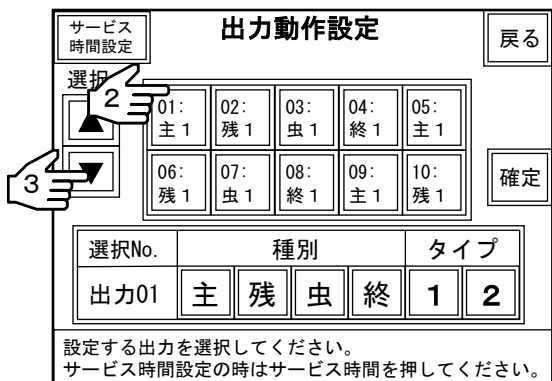 サービス
時間設定
出力動作設定
戻る
選択
2
▲
3
▼
01:
主1
02:
残1
03:
虫1
04:
終1
05:
主1
06:
残1
07:
虫1
08:
終1
09:
主1
10:
残1
確定
選択No. 種別 タイプ
出力01 主 残 虫 終 1 2
設定する出力を選択してください。
サービス時間設定の時はサービス時間を押してください。